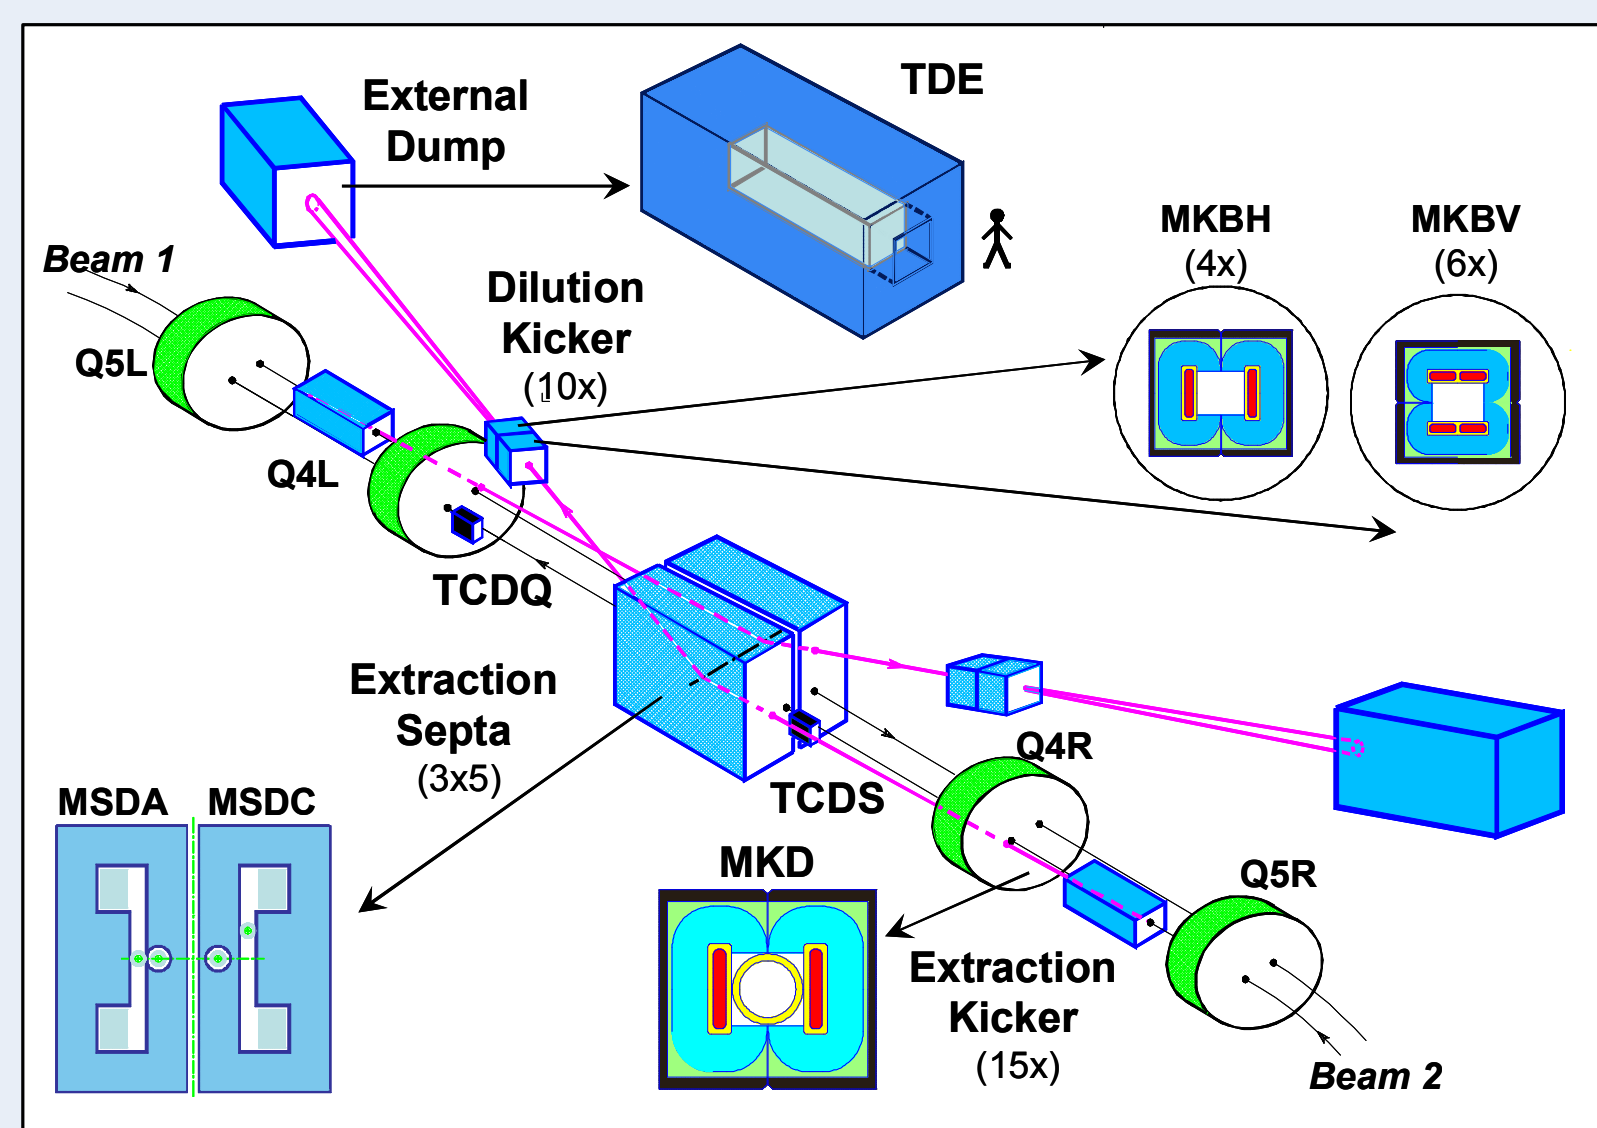 External
Dump
TDE
MKBH
(4x)
MKBV
(6x)
Beam 1
Dilution
Kicker
(10x)
Q5L
Q4L
TCDQ
Extraction
Septa
(3x5)
TCDS
Q4R
MSDA
MSDC
MKD
Q5R
Extraction
Kicker
(15x)
Beam 2